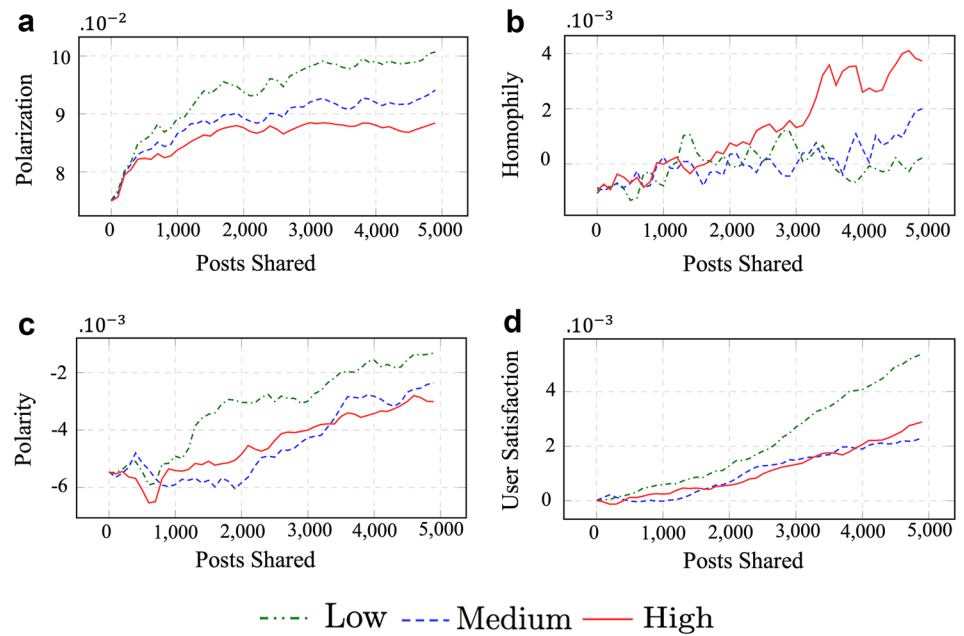 a
.10⁻²
10
9
8
Polarization
0 1,000 2,000 3,000 4,000 5,000
Posts Shared
b
.10⁻³
4
2
0
Homophily
0 1,000 2,000 3,000 4,000 5,000
Posts Shared
c
.10⁻³
-2
-4
-6
Polarity
0 1,000 2,000 3,000 4,000 5,000
Posts Shared
d
.10⁻³
4
2
0
User Satisfaction
0 1,000 2,000 3,000 4,000 5,000
Posts Shared
Low Medium High